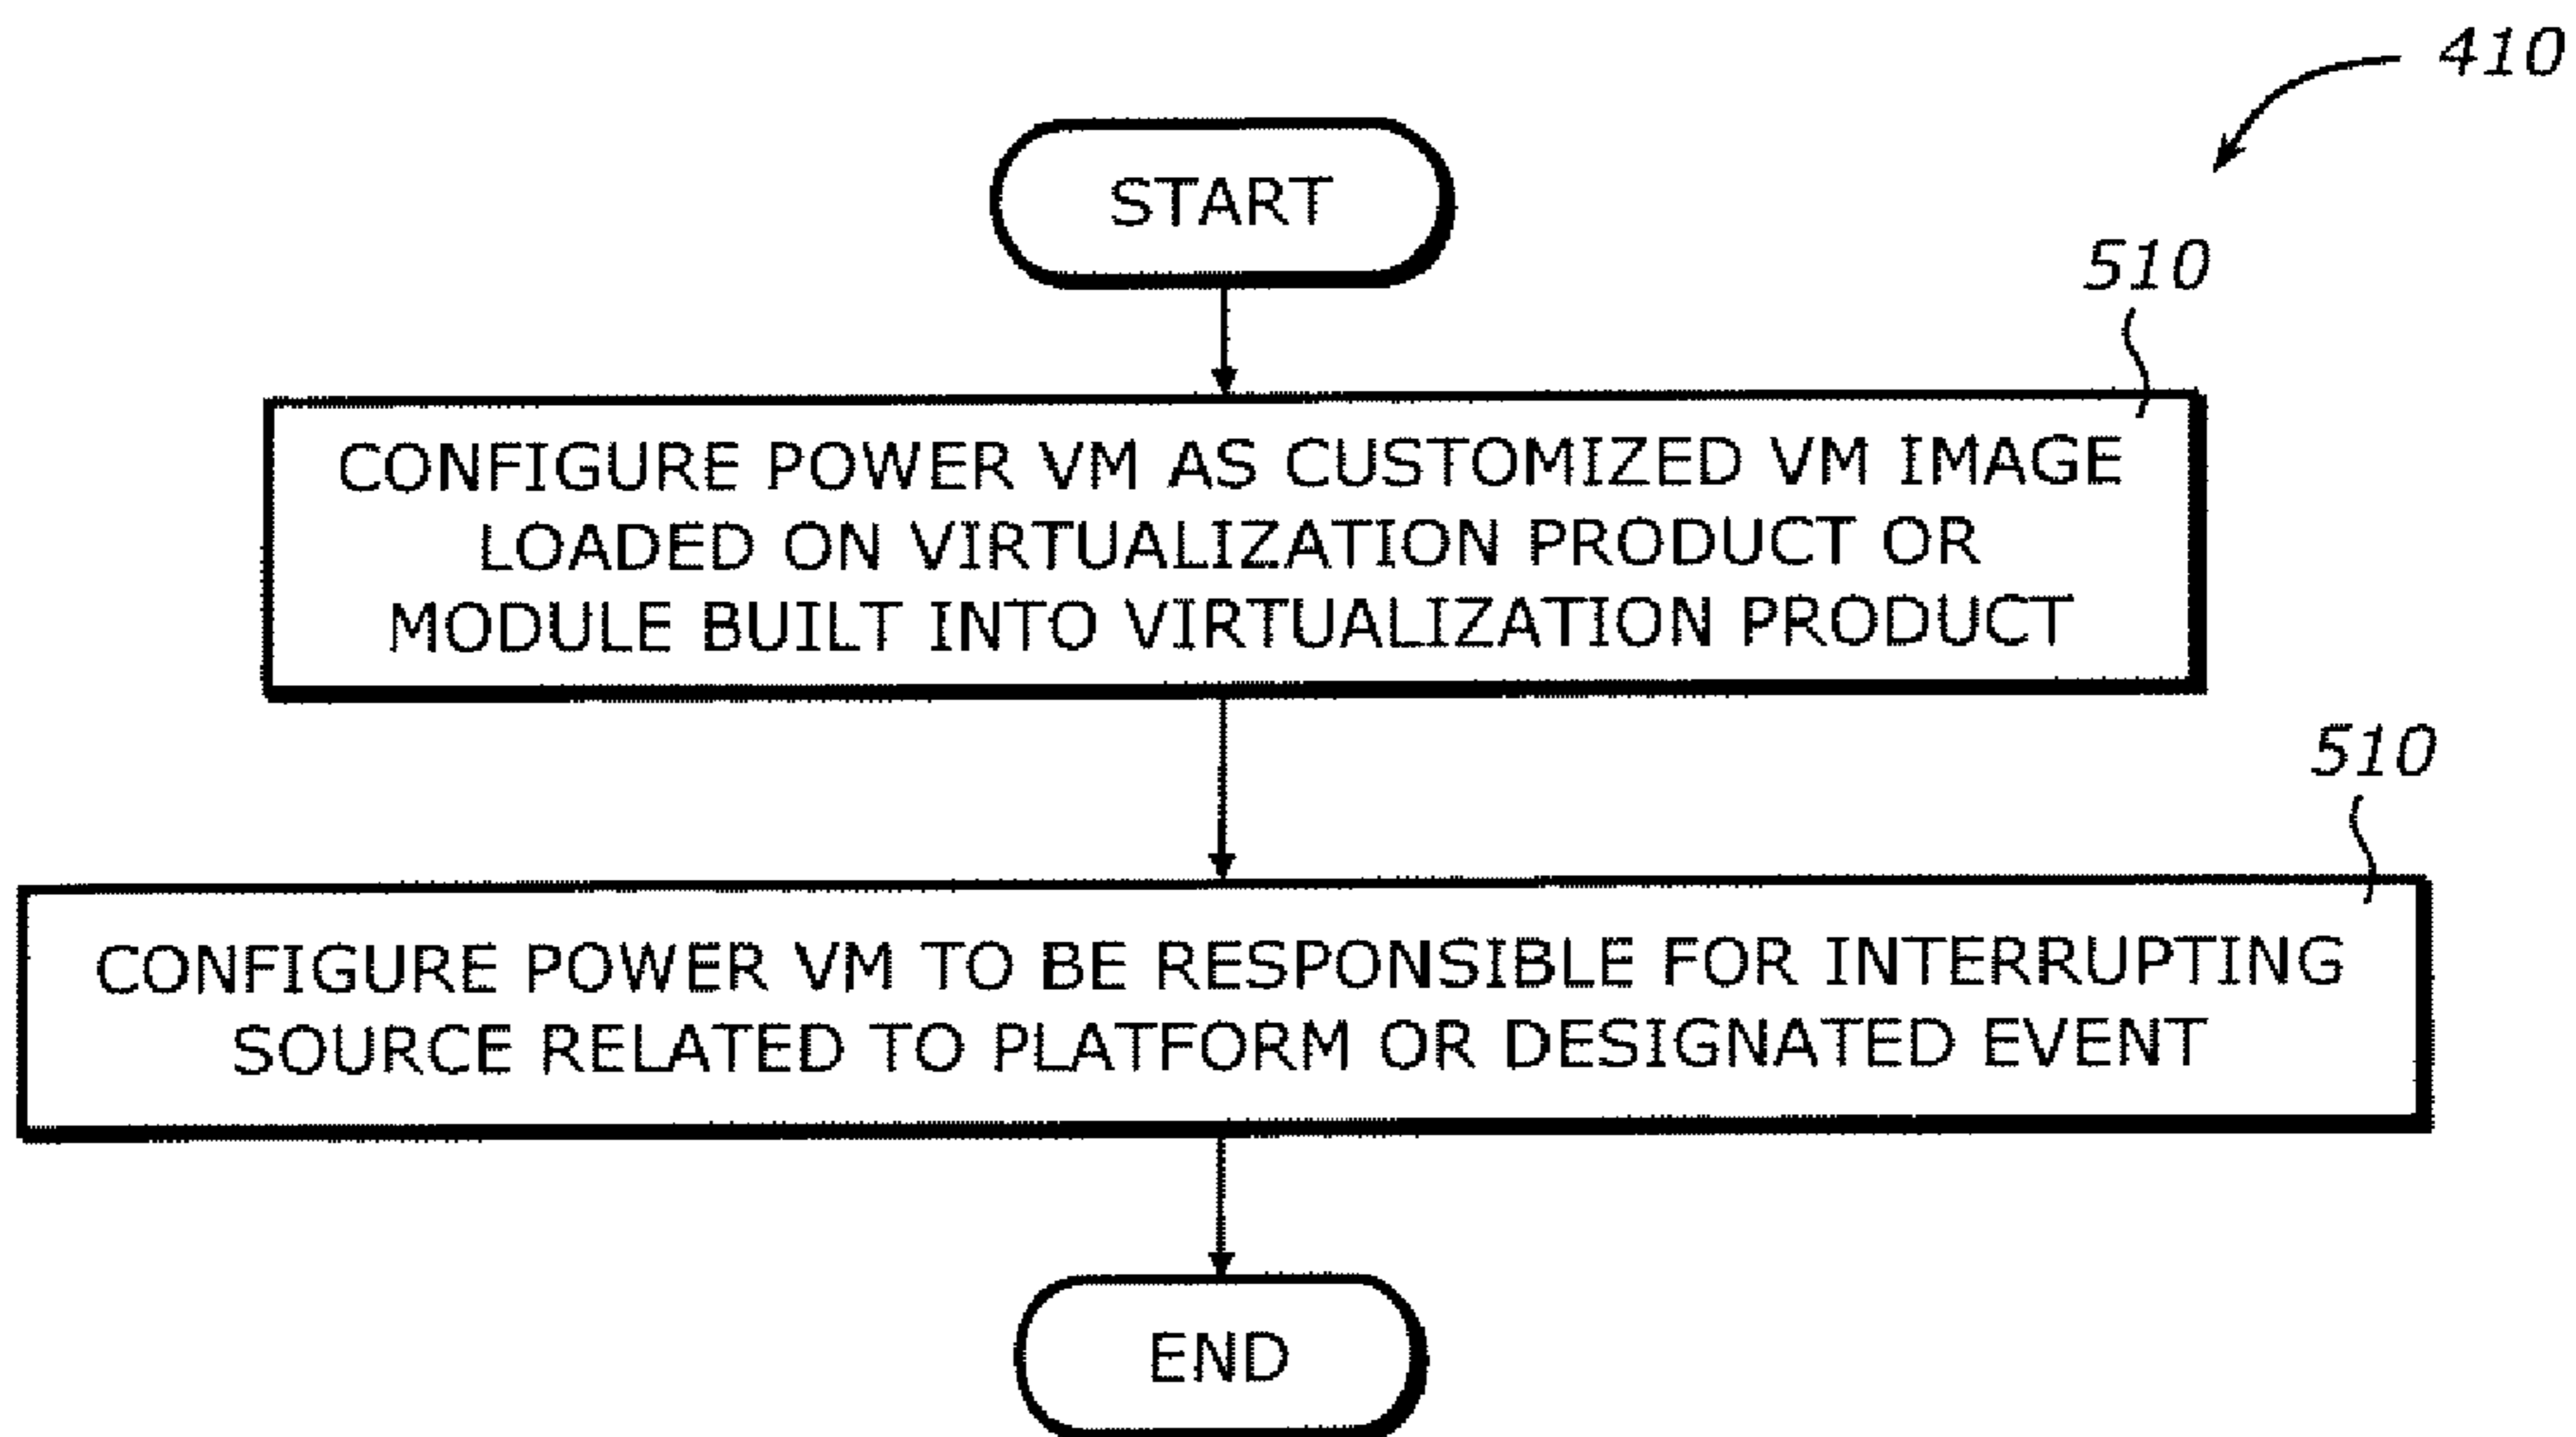 410
START
510
CONFIGURE POWER VM AS CUSTOMIZED VM IMAGE
LOADED ON VIRTUALIZATION PRODUCT OR
MODULE BUILT INTO VIRTUALIZATION PRODUCT
510
CONFIGURE POWER VM TO BE RESPONSIBLE FOR INTERRUPTING
SOURCE RELATED TO PLATFORM OR DESIGNATED EVENT
END